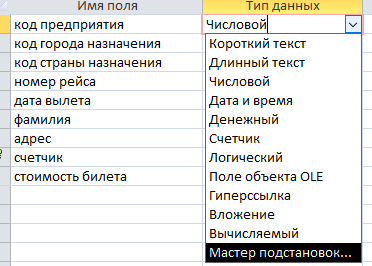 Имя поля Тип данных
код предприятия Числовой
код города назначения Короткий текст
код страны назначения Длинный текст
номер рейса Числовой
дата вылета Дата и время
фамилия Денежный
адрес Счетчик
счетчик Логический
стоимость билета Поле объекта OLE
Гиперссылка
Вложение
Вычисляемый
Мастер подстановок...